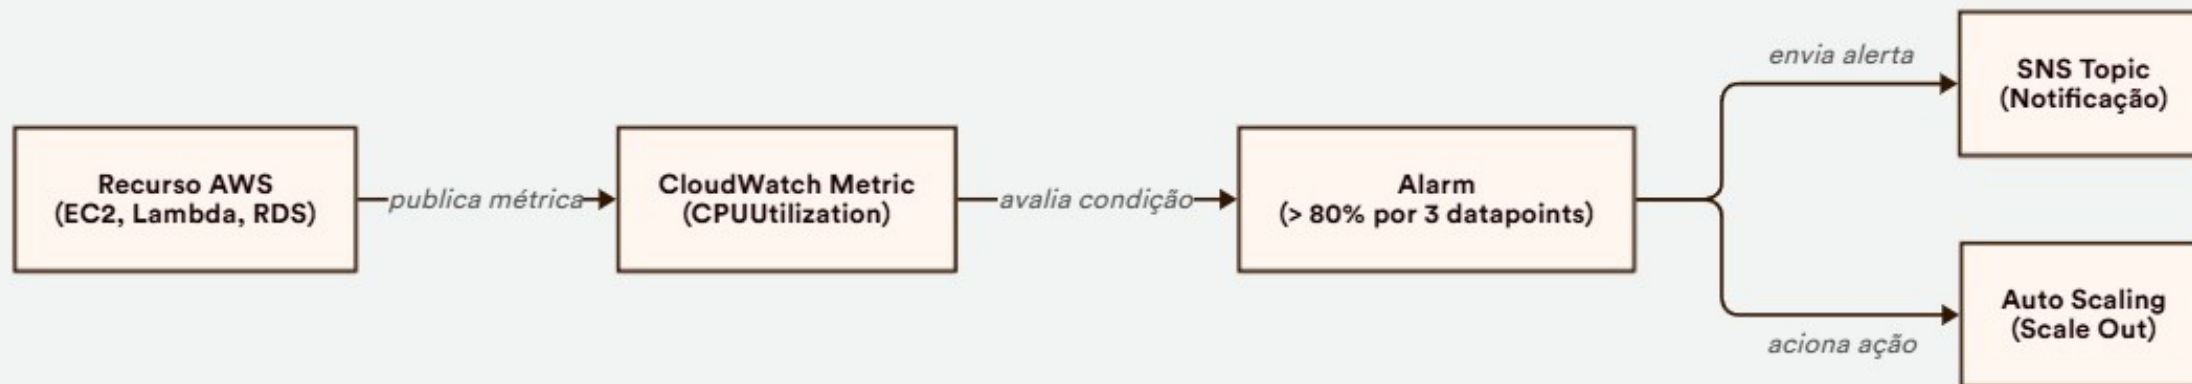 Recurso AWS
(EC2, Lambda, RDS)
publica métrica
CloudWatch Metric
(CPUUtilization)
avalia condição
Alarm
(> 80% por 3 datapoints)
envia alerta
SNS Topic
(Notificação)
aciona ação
Auto Scaling
(Scale Out)